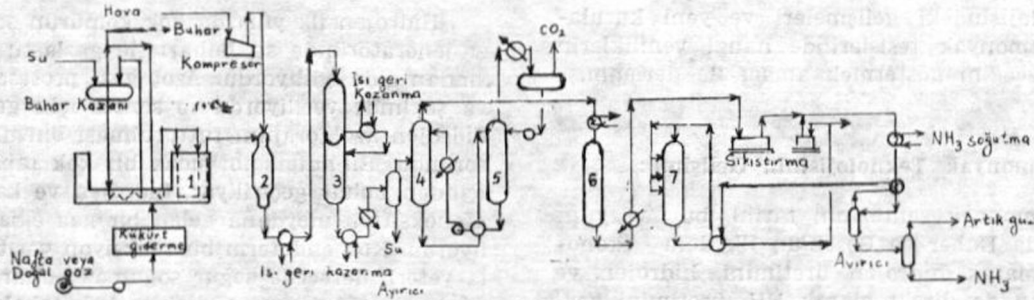 Hava
Buhar
Su
Kompresör
Buhar Kazanı
Kükürt
giderme
Nafta veya
Doğal gaz
1
2
3
4
5
6
7
Isı geri
Kazanma
CO₂
Su
Isı geri kazanma
Ayırıcı
Sıkıştırma
NH₃ soğutma
Artık gaz
Ayırıcı
NH₃